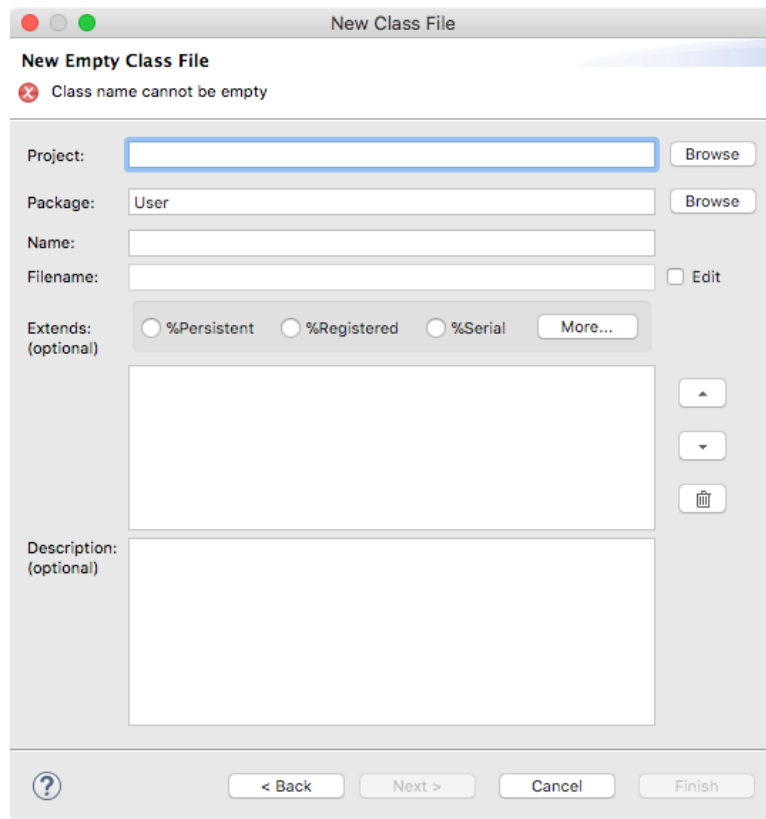 New Class File
New Empty Class File
Class name cannot be empty
Project: Browse
Package: User Browse
Name:
Filename: Edit
Extends: %Persistent %Registered %Serial More...
(optional)
Description:
(optional)
? < Back Next > Cancel Finish